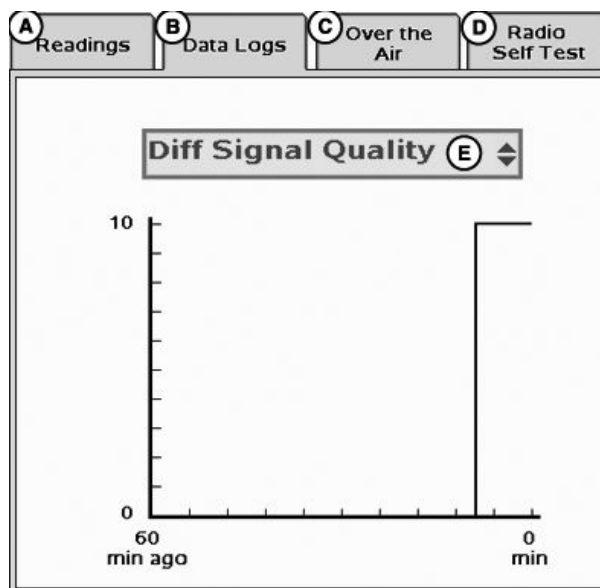 A
Readings
B
Data Logs
C
Over the
Air
D
Radio
Self Test
Diff Signal Quality E
10
0
60
min ago
0
min